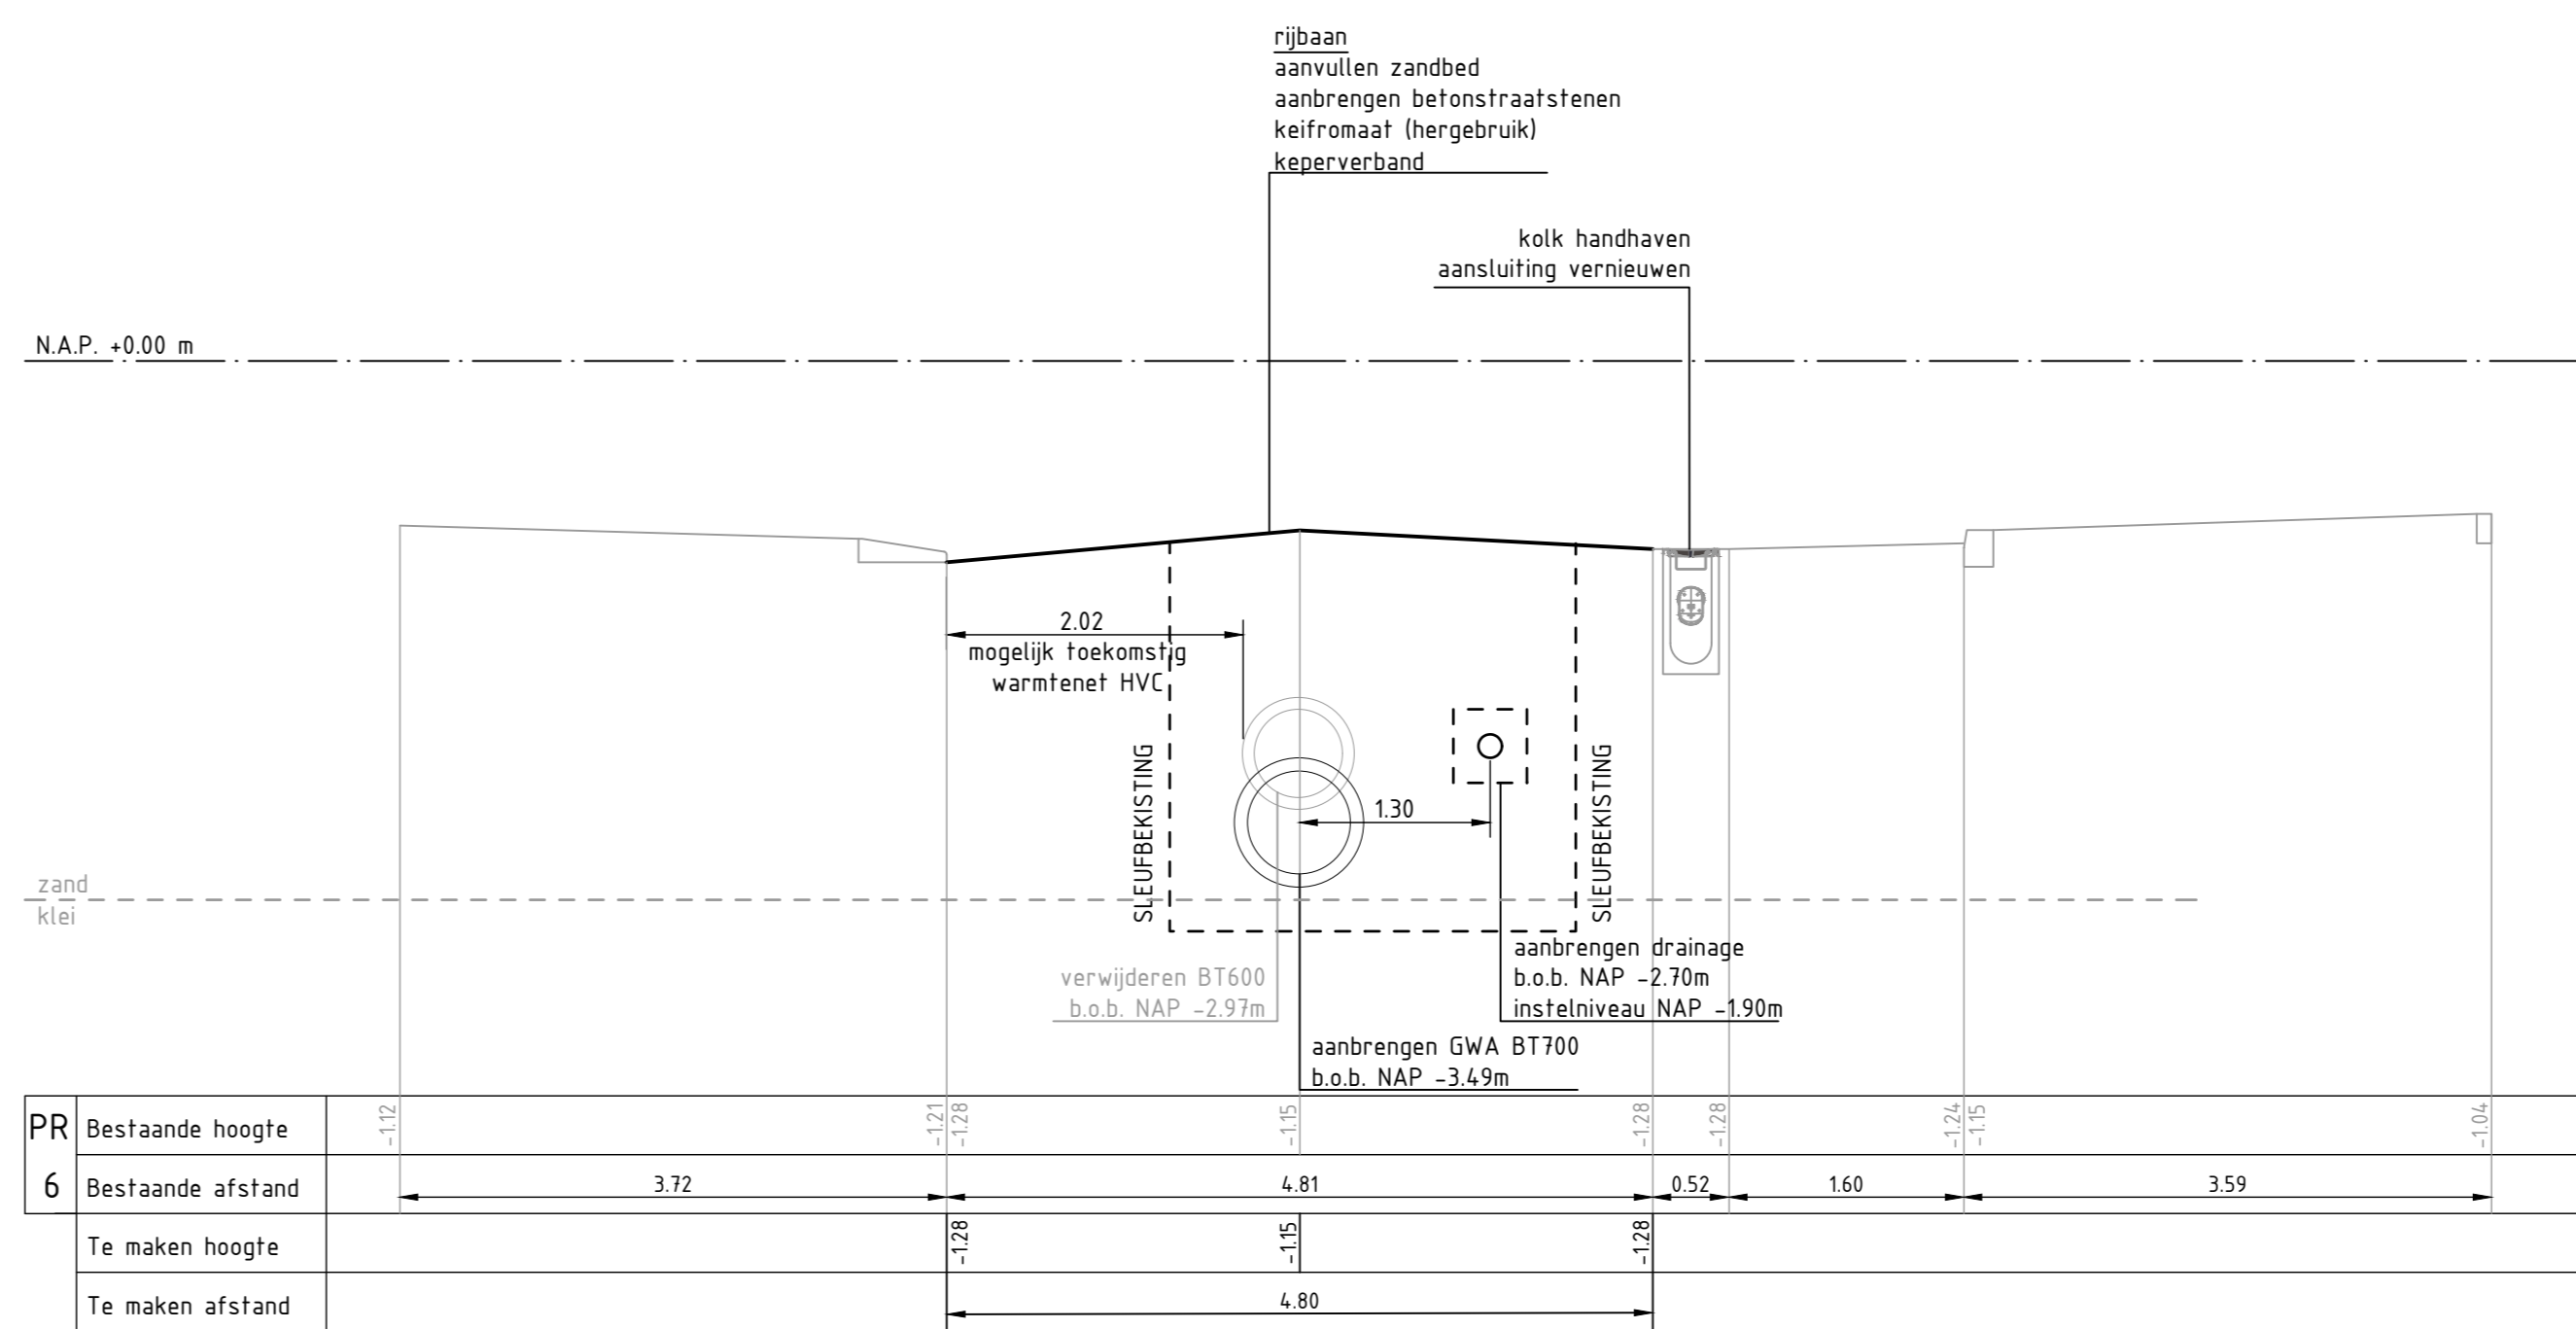 rijbaan
aanvullen zandbed
aanbrengen betonstraatstenen
keifromaat (hergebruik)
keperverband
kolk handhaven
aansluiting vernieuwen
N.A.P. +0.00 m
2.02
mogelijk toekomstig
warmtenet HVC
SLEUFBEKISTING
1.30
SLEUFBEKISTING
zand
klei
verwijderen BT600
b.o.b. NAP -2.97m
aanbrengen drainage
b.o.b. NAP -2.70m
instelniveau NAP -1.90m
aanbrengen GWA BT700
b.o.b. NAP -3.49m
PR 6
Bestaande hoogte -1.12 -1.21 -1.28 -1.15 -1.28 -1.28 -1.24 -1.15 -1.04
Bestaande afstand 3.72 4.81 0.52 1.60 3.59
Te maken hoogte -1.28 -1.15 -1.28
Te maken afstand 4.80